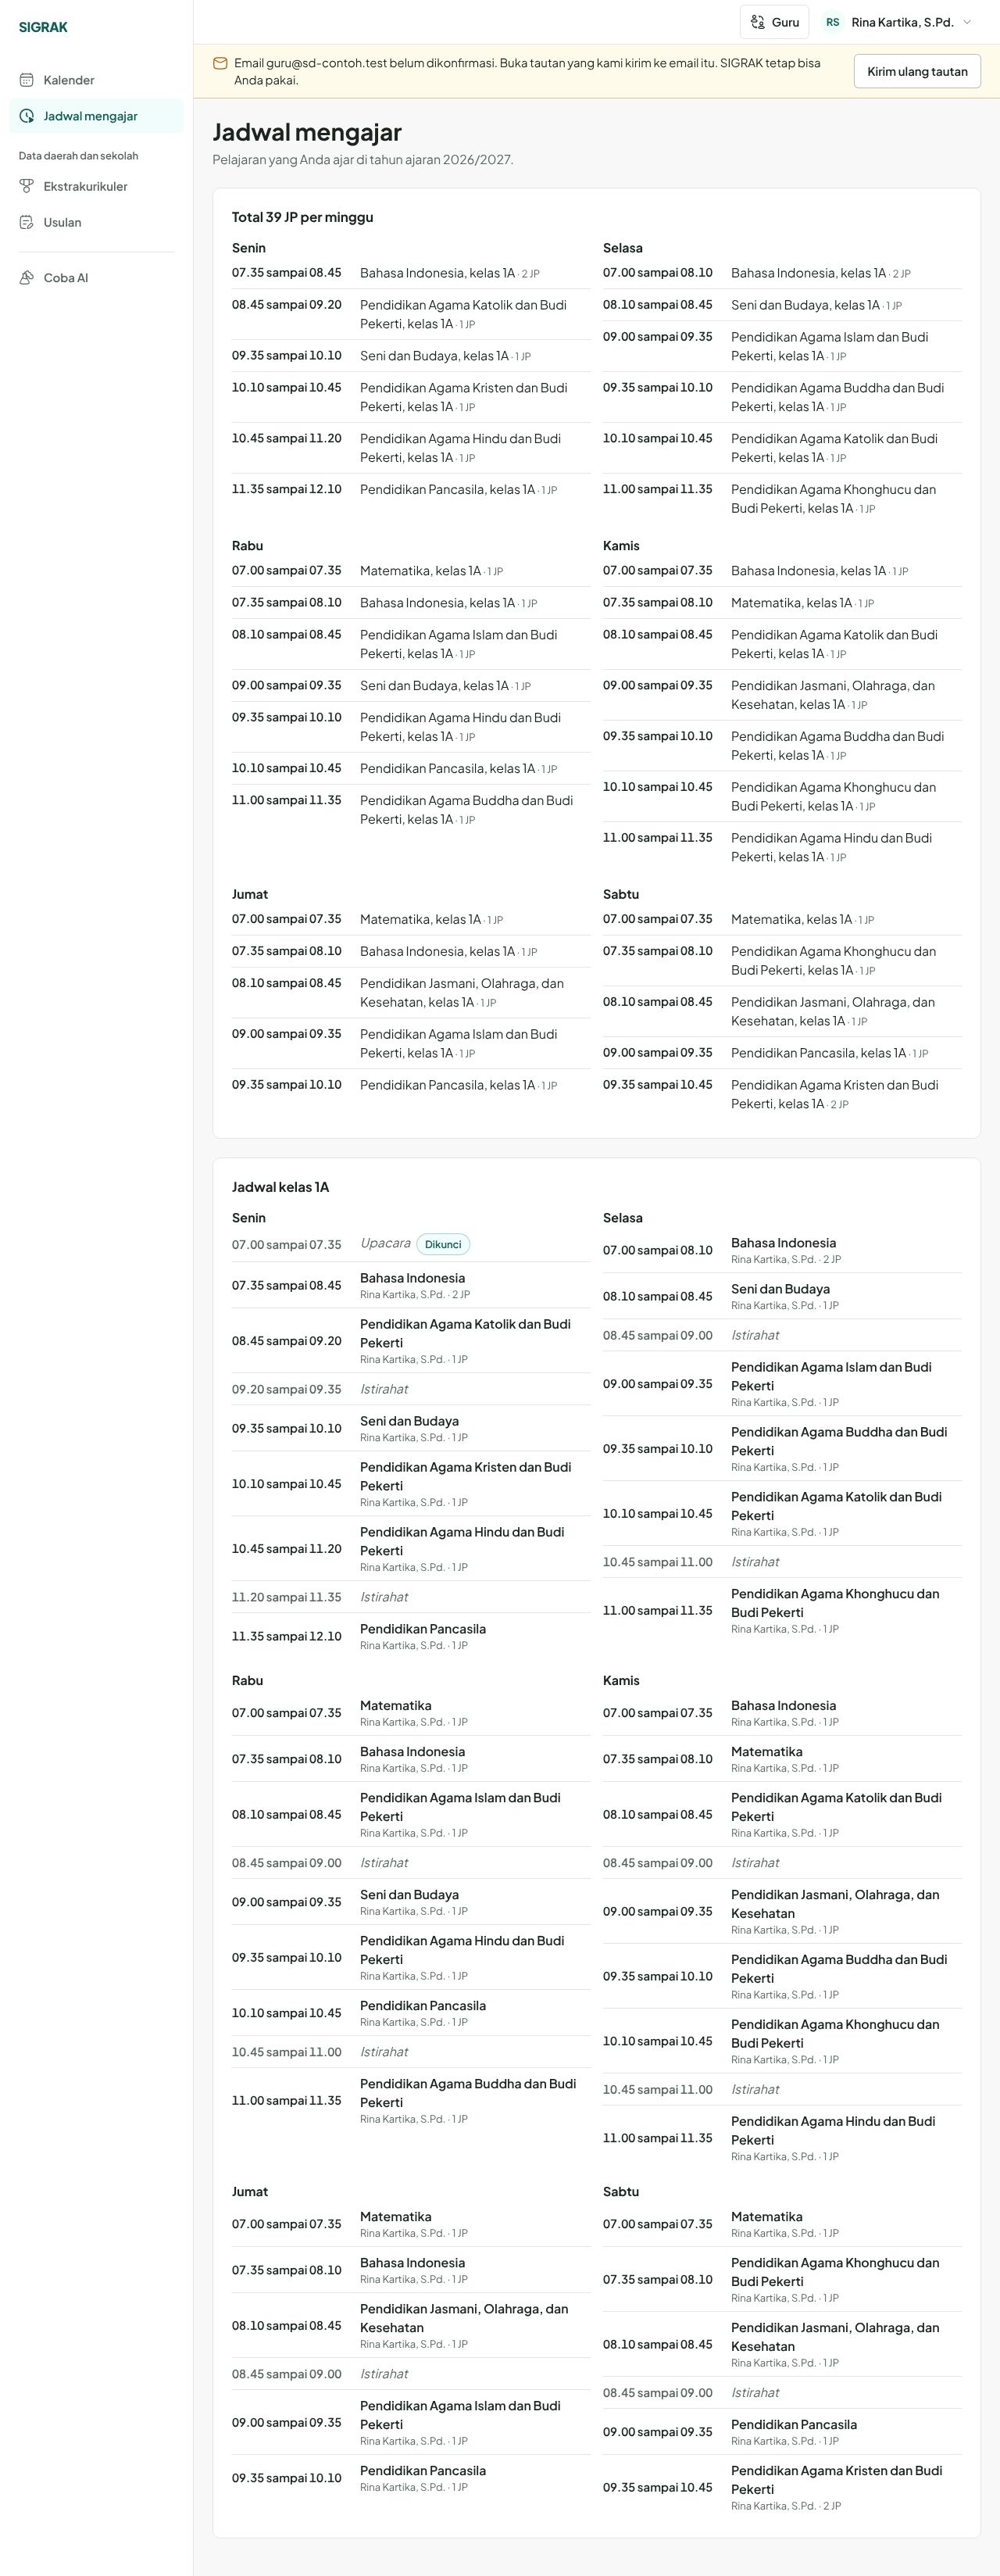 SIGRAK
Guru
RS
Rina Kartika, S.Pd.
Kalender
Jadwal mengajar
Data daerah dan sekolah
Ekstrakurikuler
Usulan
Coba AI
Email guru@sd-contoh.test belum dikonfirmasi. Buka tautan yang kami kirim ke email itu. SIGRAK tetap bisa
Anda pakai.
Kirim ulang tautan
Jadwal mengajar
Pelajaran yang Anda ajar di tahun ajaran 2026/2027.
Total 39 JP per minggu
Senin
07.35 sampai 08.45 Bahasa Indonesia, kelas 1A · 2 JP
08.45 sampai 09.20 Pendidikan Agama Katolik dan Budi
Pekerti, kelas 1A · 1 JP
09.35 sampai 10.10 Seni dan Budaya, kelas 1A · 1 JP
10.10 sampai 10.45 Pendidikan Agama Kristen dan Budi
Pekerti, kelas 1A · 1 JP
10.45 sampai 11.20 Pendidikan Agama Hindu dan Budi
Pekerti, kelas 1A · 1 JP
11.35 sampai 12.10 Pendidikan Pancasila, kelas 1A · 1 JP
Selasa
07.00 sampai 08.10 Bahasa Indonesia, kelas 1A · 2 JP
08.10 sampai 08.45 Seni dan Budaya, kelas 1A · 1 JP
09.00 sampai 09.35 Pendidikan Agama Islam dan Budi
Pekerti, kelas 1A · 1 JP
09.35 sampai 10.10 Pendidikan Agama Buddha dan Budi
Pekerti, kelas 1A · 1 JP
10.10 sampai 10.45 Pendidikan Agama Katolik dan Budi
Pekerti, kelas 1A · 1 JP
11.00 sampai 11.35 Pendidikan Agama Khonghucu dan
Budi Pekerti, kelas 1A · 1 JP
Rabu
07.00 sampai 07.35 Matematika, kelas 1A · 1 JP
07.35 sampai 08.10 Bahasa Indonesia, kelas 1A · 1 JP
08.10 sampai 08.45 Pendidikan Agama Islam dan Budi
Pekerti, kelas 1A · 1 JP
09.00 sampai 09.35 Seni dan Budaya, kelas 1A · 1 JP
09.35 sampai 10.10 Pendidikan Agama Hindu dan Budi
Pekerti, kelas 1A · 1 JP
10.10 sampai 10.45 Pendidikan Pancasila, kelas 1A · 1 JP
11.00 sampai 11.35 Pendidikan Agama Buddha dan Budi
Pekerti, kelas 1A · 1 JP
Kamis
07.00 sampai 07.35 Bahasa Indonesia, kelas 1A · 1 JP
07.35 sampai 08.10 Matematika, kelas 1A · 1 JP
08.10 sampai 08.45 Pendidikan Agama Katolik dan Budi
Pekerti, kelas 1A · 1 JP
09.00 sampai 09.35 Pendidikan Jasmani, Olahraga, dan
Kesehatan, kelas 1A · 1 JP
09.35 sampai 10.10 Pendidikan Agama Buddha dan Budi
Pekerti, kelas 1A · 1 JP
10.10 sampai 10.45 Pendidikan Agama Khonghucu dan
Budi Pekerti, kelas 1A · 1 JP
11.00 sampai 11.35 Pendidikan Agama Hindu dan Budi
Pekerti, kelas 1A · 1 JP
Jumat
07.00 sampai 07.35 Matematika, kelas 1A · 1 JP
07.35 sampai 08.10 Bahasa Indonesia, kelas 1A · 1 JP
08.10 sampai 08.45 Pendidikan Jasmani, Olahraga, dan
Kesehatan, kelas 1A · 1 JP
09.00 sampai 09.35 Pendidikan Agama Islam dan Budi
Pekerti, kelas 1A · 1 JP
09.35 sampai 10.10 Pendidikan Pancasila, kelas 1A · 1 JP
Sabtu
07.00 sampai 07.35 Matematika, kelas 1A · 1 JP
07.35 sampai 08.10 Pendidikan Agama Khonghucu dan
Budi Pekerti, kelas 1A · 1 JP
08.10 sampai 08.45 Pendidikan Jasmani, Olahraga, dan
Kesehatan, kelas 1A · 1 JP
09.00 sampai 09.35 Pendidikan Pancasila, kelas 1A · 1 JP
09.35 sampai 10.45 Pendidikan Agama Kristen dan Budi
Pekerti, kelas 1A · 2 JP
Jadwal kelas 1A
Senin
07.00 sampai 07.35 Upacara Dikunci
07.35 sampai 08.45 Bahasa Indonesia
Rina Kartika, S.Pd. · 2 JP
08.45 sampai 09.20 Pendidikan Agama Katolik dan Budi
Pekerti
Rina Kartika, S.Pd. · 1 JP
09.20 sampai 09.35 Istirahat
09.35 sampai 10.10 Seni dan Budaya
Rina Kartika, S.Pd. · 1 JP
10.10 sampai 10.45 Pendidikan Agama Kristen dan Budi
Pekerti
Rina Kartika, S.Pd. · 1 JP
10.45 sampai 11.20 Pendidikan Agama Hindu dan Budi
Pekerti
Rina Kartika, S.Pd. · 1 JP
11.20 sampai 11.35 Istirahat
11.35 sampai 12.10 Pendidikan Pancasila
Rina Kartika, S.Pd. · 1 JP
Selasa
07.00 sampai 08.10 Bahasa Indonesia
Rina Kartika, S.Pd. · 2 JP
08.10 sampai 08.45 Seni dan Budaya
Rina Kartika, S.Pd. · 1 JP
08.45 sampai 09.00 Istirahat
09.00 sampai 09.35 Pendidikan Agama Islam dan Budi
Pekerti
Rina Kartika, S.Pd. · 1 JP
09.35 sampai 10.10 Pendidikan Agama Buddha dan Budi
Pekerti
Rina Kartika, S.Pd. · 1 JP
10.10 sampai 10.45 Pendidikan Agama Katolik dan Budi
Pekerti
Rina Kartika, S.Pd. · 1 JP
10.45 sampai 11.00 Istirahat
11.00 sampai 11.35 Pendidikan Agama Khonghucu dan
Budi Pekerti
Rina Kartika, S.Pd. · 1 JP
Rabu
07.00 sampai 07.35 Matematika
Rina Kartika, S.Pd. · 1 JP
07.35 sampai 08.10 Bahasa Indonesia
Rina Kartika, S.Pd. · 1 JP
08.10 sampai 08.45 Pendidikan Agama Islam dan Budi
Pekerti
Rina Kartika, S.Pd. · 1 JP
08.45 sampai 09.00 Istirahat
09.00 sampai 09.35 Seni dan Budaya
Rina Kartika, S.Pd. · 1 JP
09.35 sampai 10.10 Pendidikan Agama Hindu dan Budi
Pekerti
Rina Kartika, S.Pd. · 1 JP
10.10 sampai 10.45 Pendidikan Pancasila
Rina Kartika, S.Pd. · 1 JP
10.45 sampai 11.00 Istirahat
11.00 sampai 11.35 Pendidikan Agama Buddha dan Budi
Pekerti
Rina Kartika, S.Pd. · 1 JP
Kamis
07.00 sampai 07.35 Bahasa Indonesia
Rina Kartika, S.Pd. · 1 JP
07.35 sampai 08.10 Matematika
Rina Kartika, S.Pd. · 1 JP
08.10 sampai 08.45 Pendidikan Agama Katolik dan Budi
Pekerti
Rina Kartika, S.Pd. · 1 JP
08.45 sampai 09.00 Istirahat
09.00 sampai 09.35 Pendidikan Jasmani, Olahraga, dan
Kesehatan
Rina Kartika, S.Pd. · 1 JP
09.35 sampai 10.10 Pendidikan Agama Buddha dan Budi
Pekerti
Rina Kartika, S.Pd. · 1 JP
10.10 sampai 10.45 Pendidikan Agama Khonghucu dan
Budi Pekerti
Rina Kartika, S.Pd. · 1 JP
10.45 sampai 11.00 Istirahat
11.00 sampai 11.35 Pendidikan Agama Hindu dan Budi
Pekerti
Rina Kartika, S.Pd. · 1 JP
Jumat
07.00 sampai 07.35 Matematika
Rina Kartika, S.Pd. · 1 JP
07.35 sampai 08.10 Bahasa Indonesia
Rina Kartika, S.Pd. · 1 JP
08.10 sampai 08.45 Pendidikan Jasmani, Olahraga, dan
Kesehatan
Rina Kartika, S.Pd. · 1 JP
08.45 sampai 09.00 Istirahat
09.00 sampai 09.35 Pendidikan Agama Islam dan Budi
Pekerti
Rina Kartika, S.Pd. · 1 JP
09.35 sampai 10.10 Pendidikan Pancasila
Rina Kartika, S.Pd. · 1 JP
Sabtu
07.00 sampai 07.35 Matematika
Rina Kartika, S.Pd. · 1 JP
07.35 sampai 08.10 Pendidikan Agama Khonghucu dan
Budi Pekerti
Rina Kartika, S.Pd. · 1 JP
08.10 sampai 08.45 Pendidikan Jasmani, Olahraga, dan
Kesehatan
Rina Kartika, S.Pd. · 1 JP
08.45 sampai 09.00 Istirahat
09.00 sampai 09.35 Pendidikan Pancasila
Rina Kartika, S.Pd. · 1 JP
09.35 sampai 10.45 Pendidikan Agama Kristen dan Budi
Pekerti
Rina Kartika, S.Pd. · 2 JP